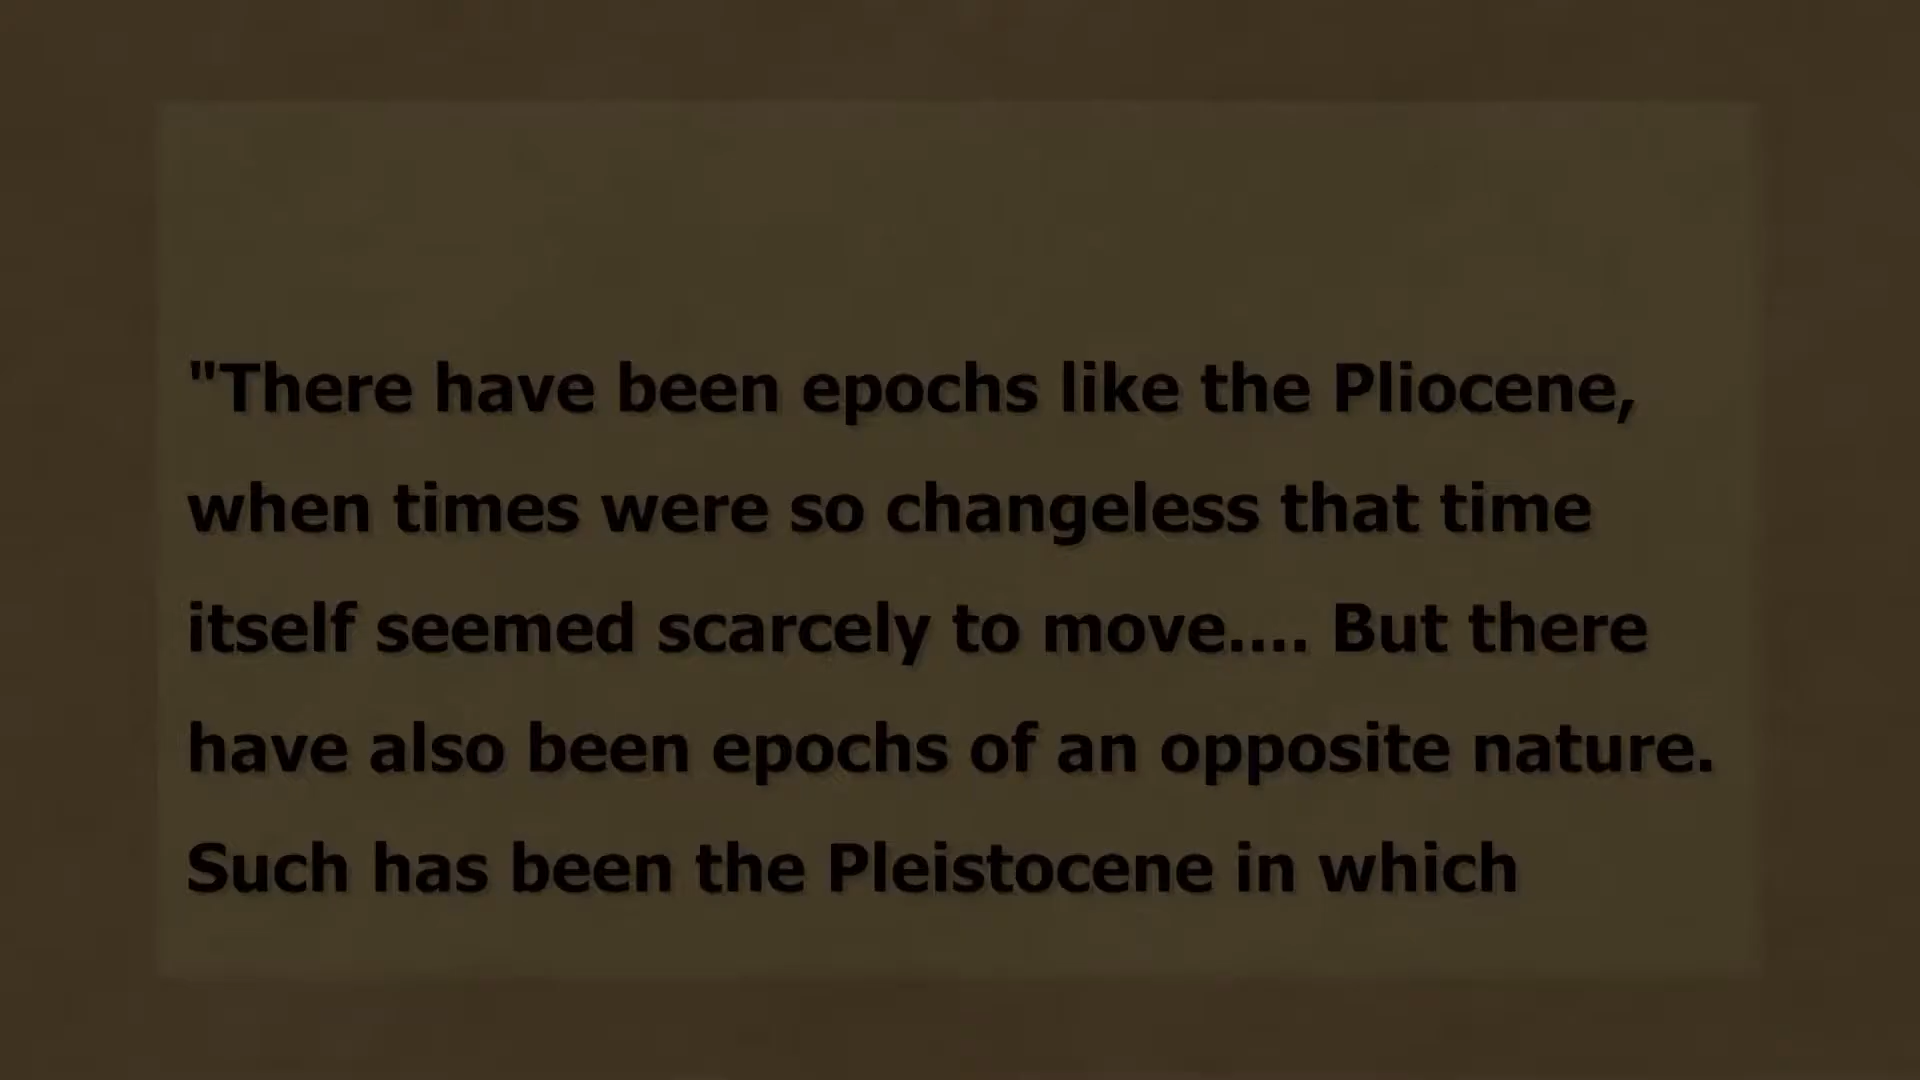 "There have been epochs like the Pliocene,
when times were so changeless that time
itself seemed scarcely to move.... But there
have also been epochs of an opposite nature.
Such has been the Pleistocene in which